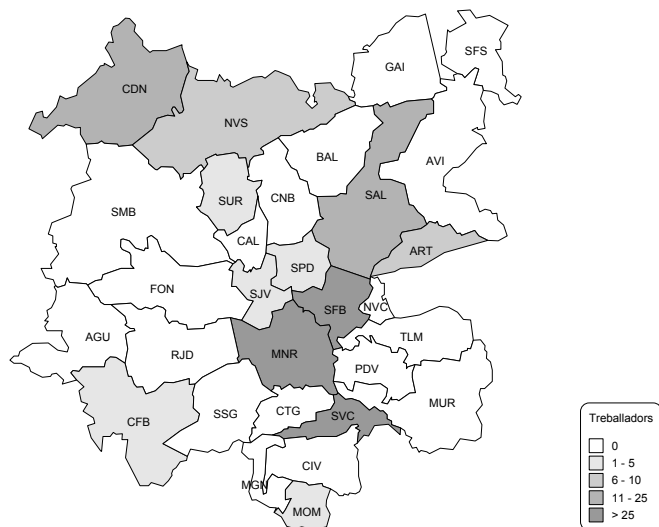 GAI
SFS
CDN
NVS
BAL
AVI
SUR
CNB
SAL
SMB
CAL
ART
SPD
FON
SJV
SFB
NVC
AGU
RJD
MNR
TLM
PDV
CFB
SSG
CTG
SVC
MUR
CIV
MGN
MOM
Treballadors
0
1 - 5
6 - 10
11 - 25
> 25